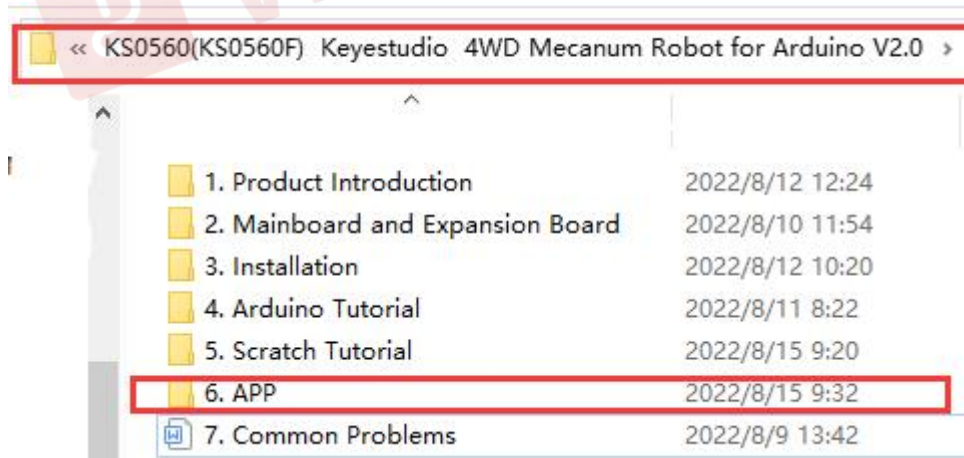 « KS0560(KS0560F) Keyestudio 4WD Mecanum Robot for Arduino V2.0 >
1. Product Introduction 2022/8/12 12:24
2. Mainboard and Expansion Board 2022/8/10 11:54
3. Installation 2022/8/12 10:20
4. Arduino Tutorial 2022/8/11 8:22
5. Scratch Tutorial 2022/8/15 9:20
6. APP 2022/8/15 9:32
7. Common Problems 2022/8/9 13:42